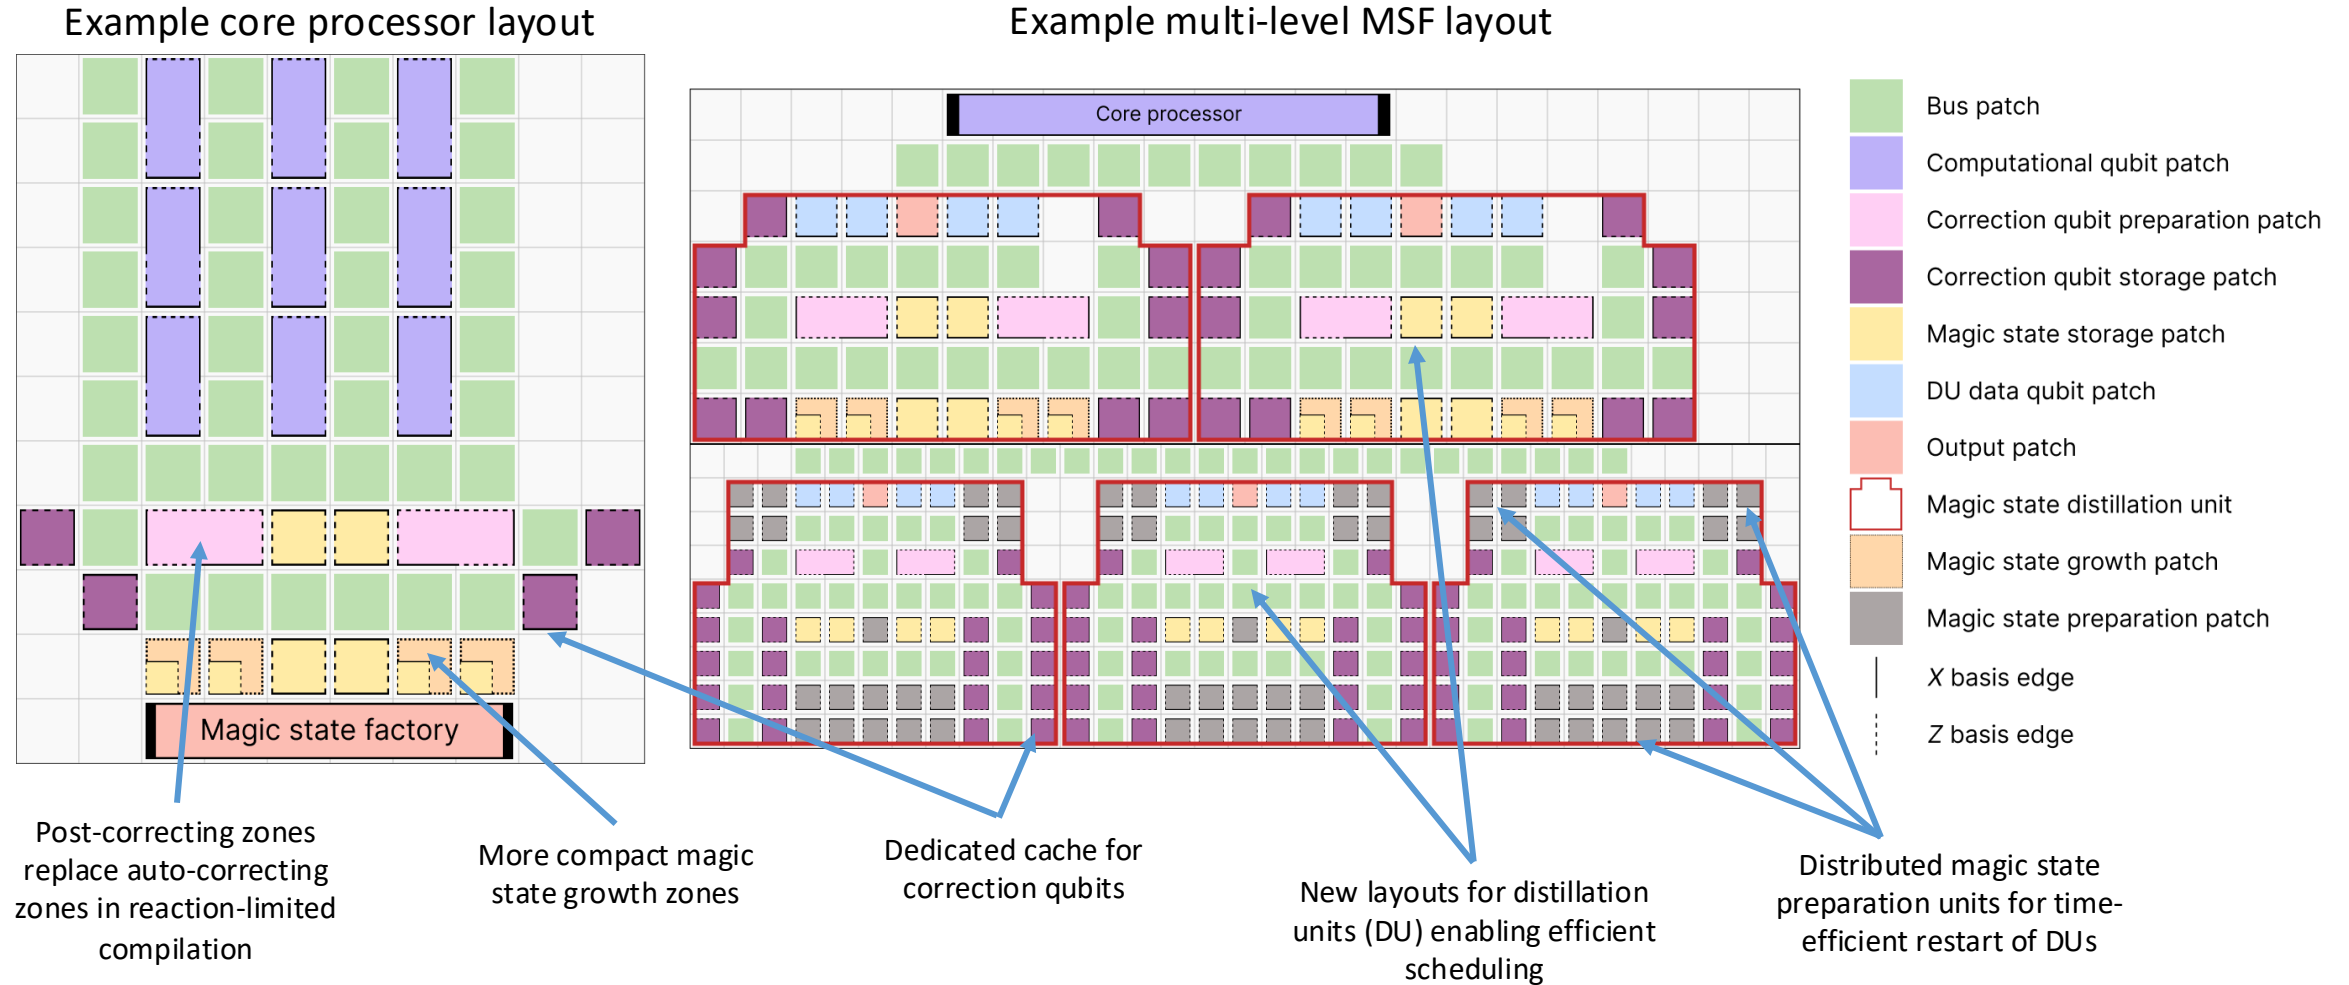 Example core processor layout
Example multi-level MSF layout
Core processor
Magic state factory
Bus patch
Computational qubit patch
Correction qubit preparation patch
Correction qubit storage patch
Magic state storage patch
DU data qubit patch
Output patch
Magic state distillation unit
Magic state growth patch
Magic state preparation patch
X basis edge
Z basis edge
Post-correcting zones
replace auto-correcting
zones in reaction-limited
compilation
More compact magic
state growth zones
Dedicated cache for
correction qubits
New layouts for distillation
units (DU) enabling efficient
scheduling
Distributed magic state
preparation units for time-
efficient restart of DUs